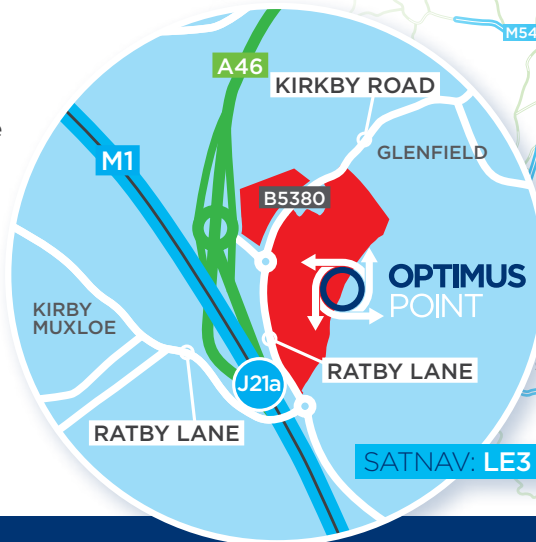 M54
A46
KIRKBY ROAD
e
M1
GLENFIELD
B5380
OPTIMUS
POINT
KIRBY
MUXLOE
RATBY LANE
J21a
RATBY LANE
SATNAV: LE3